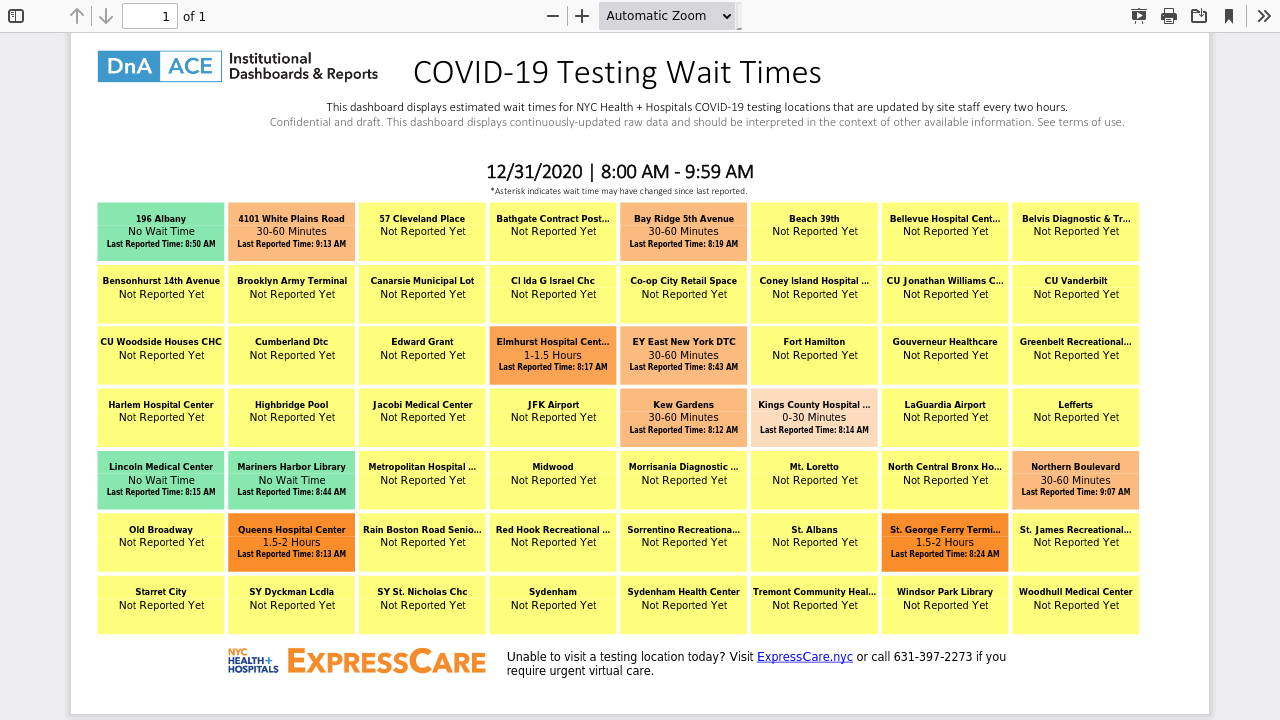 1 of 1 Automatic Zoom
DnA ACE Institutional
Dashboards & Reports
COVID-19 Testing Wait Times
This dashboard displays estimated wait times for NYC Health + Hospitals COVID-19 testing locations that are updated by site staff every two hours.
Confidential and draft. This dashboard displays continuously-updated raw data and should be interpreted in the context of other available information. See terms of use.
12/31/2020 | 8:00 AM - 9:59 AM
*Asterisk indicates wait time may have changed since last reported.
196 Albany
No Wait Time
Last Reported Time: 8:50 AM
4101 White Plains Road
30-60 Minutes
Last Reported Time: 9:13 AM
57 Cleveland Place
Not Reported Yet
Bathgate Contract Post...
Not Reported Yet
Bay Ridge 5th Avenue
30-60 Minutes
Last Reported Time: 8:19 AM
Beach 39th
Not Reported Yet
Bellevue Hospital Cent...
Not Reported Yet
Belvis Diagnostic & Tr...
Not Reported Yet
Bensonhurst 14th Avenue
Not Reported Yet
Brooklyn Army Terminal
Not Reported Yet
Canarsie Municipal Lot
Not Reported Yet
CI Ida G Israel Chc
Not Reported Yet
Co-op City Retail Space
Not Reported Yet
Coney Island Hospital ...
Not Reported Yet
CU Jonathan Williams C...
Not Reported Yet
CU Vanderbilt
Not Reported Yet
CU Woodside Houses CHC
Not Reported Yet
Cumberland Dtc
Not Reported Yet
Edward Grant
Not Reported Yet
Elmhurst Hospital Cent...
1-1.5 Hours
Last Reported Time: 8:17 AM
EY East New York DTC
30-60 Minutes
Last Reported Time: 8:43 AM
Fort Hamilton
Not Reported Yet
Gouverneur Healthcare
Not Reported Yet
Greenbelt Recreational...
Not Reported Yet
Harlem Hospital Center
Not Reported Yet
Highbridge Pool
Not Reported Yet
Jacobi Medical Center
Not Reported Yet
JFK Airport
Not Reported Yet
Kew Gardens
30-60 Minutes
Last Reported Time: 8:12 AM
Kings County Hospital ...
0-30 Minutes
Last Reported Time: 8:14 AM
LaGuardia Airport
Not Reported Yet
Lefferts
Not Reported Yet
Lincoln Medical Center
No Wait Time
Last Reported Time: 8:15 AM
Mariners Harbor Library
No Wait Time
Last Reported Time: 8:44 AM
Metropolitan Hospital ...
Not Reported Yet
Midwood
Not Reported Yet
Morrisania Diagnostic ...
Not Reported Yet
Mt. Loretto
Not Reported Yet
North Central Bronx Ho...
Not Reported Yet
Northern Boulevard
30-60 Minutes
Last Reported Time: 9:07 AM
Old Broadway
Not Reported Yet
Queens Hospital Center
1.5-2 Hours
Last Reported Time: 8:13 AM
Rain Boston Road Senio...
Not Reported Yet
Red Hook Recreational ...
Not Reported Yet
Sorrentino Recreationa...
Not Reported Yet
St. Albans
Not Reported Yet
St. George Ferry Termi...
1.5-2 Hours
Last Reported Time: 8:24 AM
St. James Recreational...
Not Reported Yet
Starret City
Not Reported Yet
SY Dyckman Lcdla
Not Reported Yet
SY St. Nicholas Chc
Not Reported Yet
Sydenham
Not Reported Yet
Sydenham Health Center
Not Reported Yet
Tremont Community Heal...
Not Reported Yet
Windsor Park Library
Not Reported Yet
Woodhull Medical Center
Not Reported Yet
NYC
HEALTH+
HOSPITALS
EXPRESSCARE
Unable to visit a testing location today? Visit ExpressCare.nyc or call 631-397-2273 if you
require urgent virtual care.